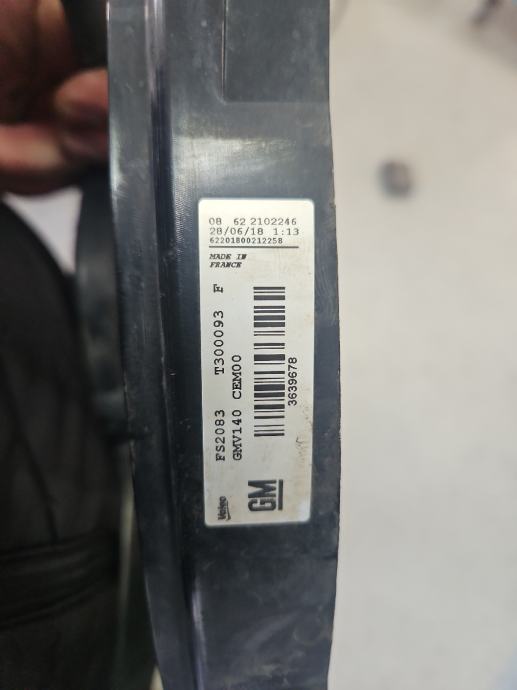 08 62 2102246
28/06/18 1:13
62201800212258
MADE IN
FRANCE
FS2083 T300093 F
GMV140 CEM00
3639678
Valeo
GM